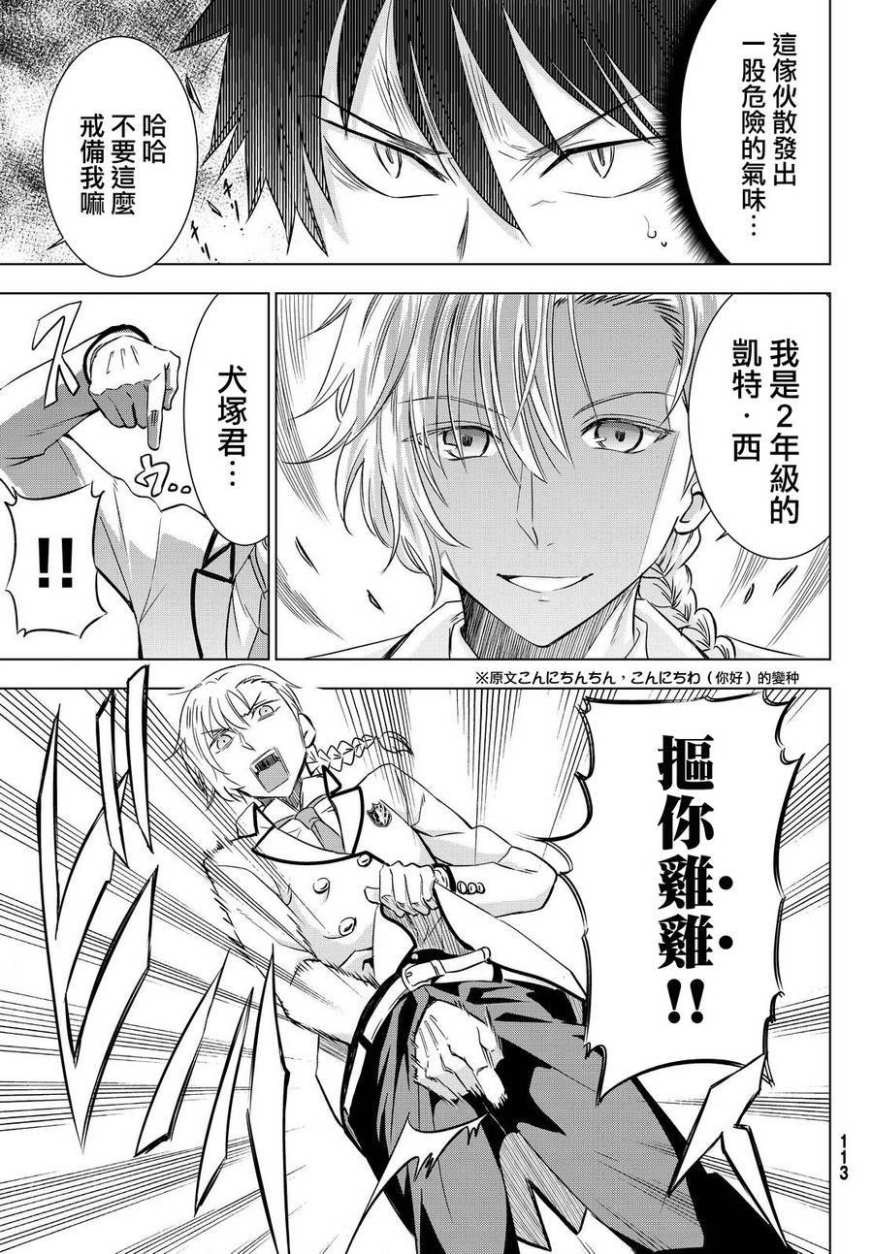 這傢伙散發出
一股危險的氣味…
哈哈
不要這麼
戒備我嘛
我是2年級的
凱特·西
犬塚君…
スゥ…
!!
※原文こんにちんちん，こんにちわ（你好）的變种
摳你雞雞!!
113